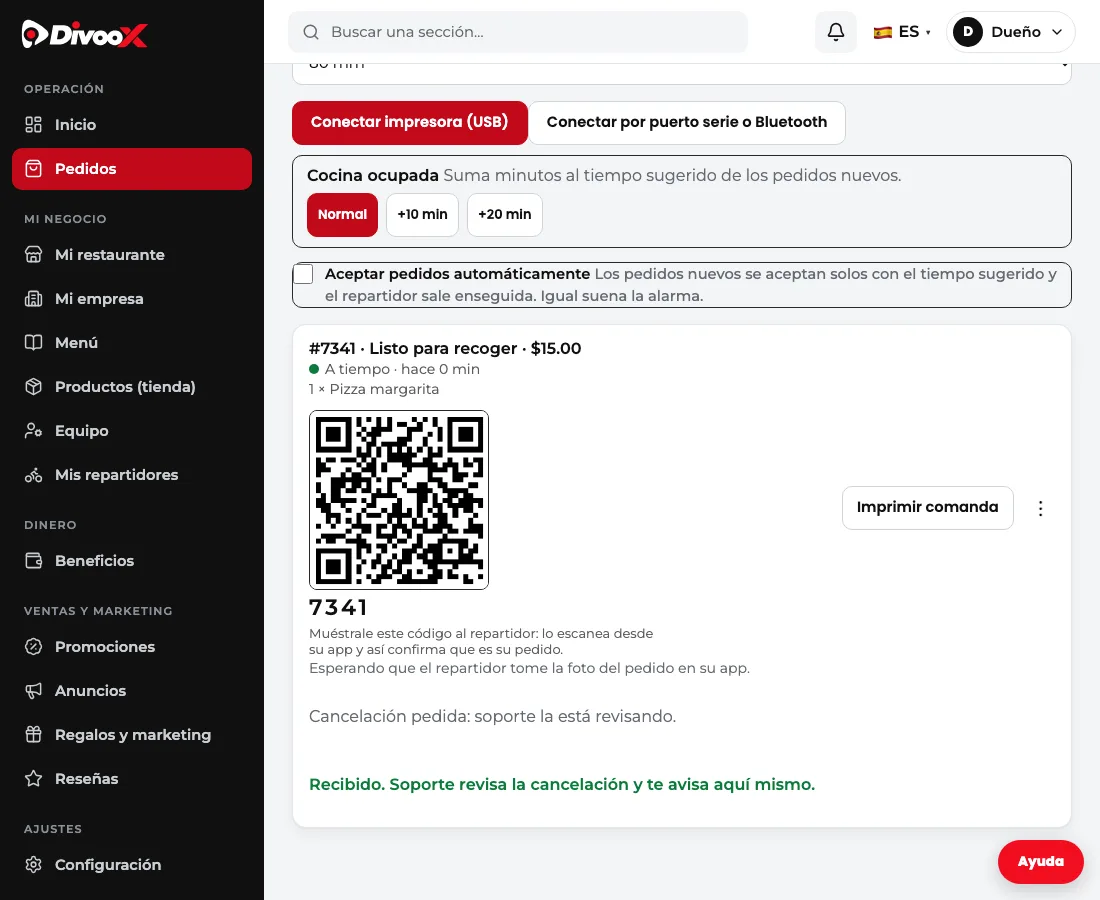 DivooX
Buscar una sección...
ES
D
Dueño
OPERACIÓN
Inicio
Pedidos
MI NEGOCIO
Mi restaurante
Mi empresa
Menú
Productos (tienda)
Equipo
Mis repartidores
DINERO
Beneficios
VENTAS Y MARKETING
Promociones
Anuncios
Regalos y marketing
Reseñas
AJUSTES
Configuración
80 mm
Conectar impresora (USB)
Conectar por puerto serie o Bluetooth
Cocina ocupada Suma minutos al tiempo sugerido de los pedidos nuevos.
Normal
+10 min
+20 min
Aceptar pedidos automáticamente Los pedidos nuevos se aceptan solos con el tiempo sugerido y
el repartidor sale enseguida. Igual suena la alarma.
#7341 · Listo para recoger · $15.00
A tiempo · hace 0 min
1 × Pizza margarita
Imprimir comanda
7341
Muéstrale este código al repartidor: lo escanea desde
su app y así confirma que es su pedido.
Esperando que el repartidor tome la foto del pedido en su app.
Cancelación pedida: soporte la está revisando.
Recibido. Soporte revisa la cancelación y te avisa aquí mismo.
Ayuda